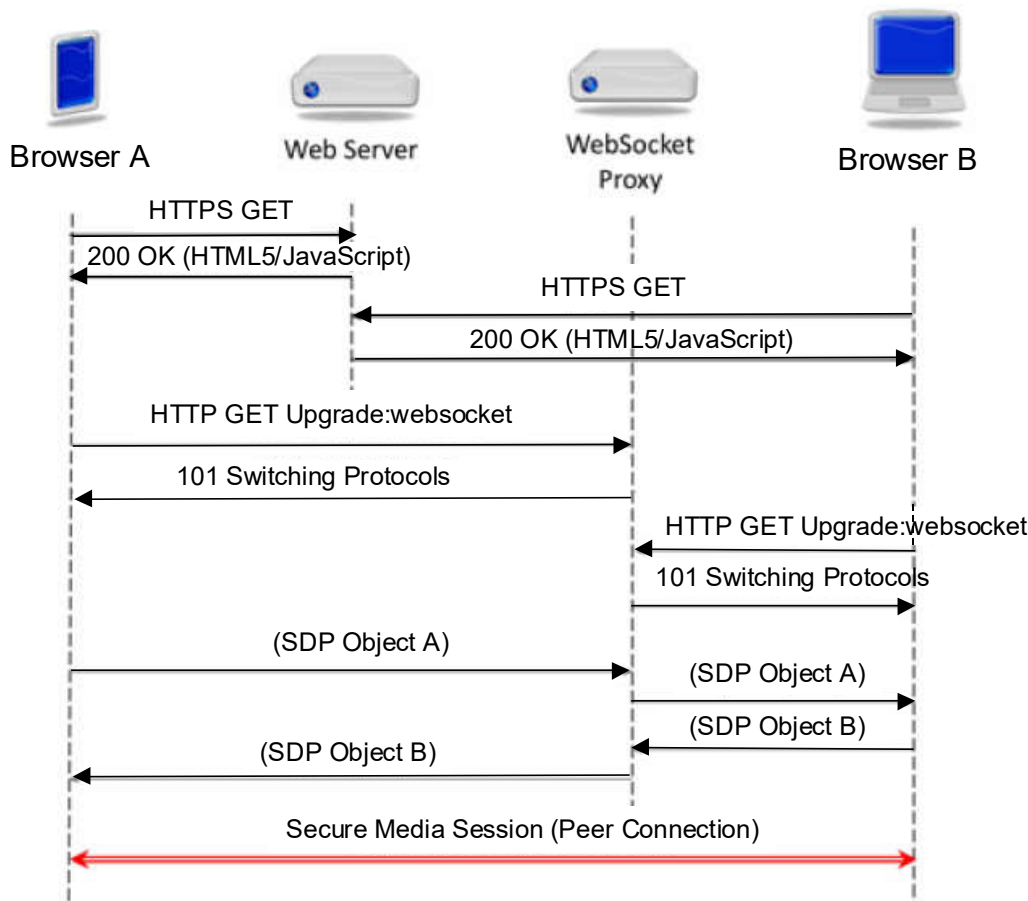 Browser A
Web Server
WebSocket
Proxy
Browser B
HTTPS GET
200 OK (HTML5/JavaScript)
HTTPS GET
200 OK (HTML5/JavaScript)
HTTP GET Upgrade:websocket
101 Switching Protocols
HTTP GET Upgrade:websocket
101 Switching Protocols
(SDP Object A)
(SDP Object A)
(SDP Object B)
(SDP Object B)
Secure Media Session (Peer Connection)